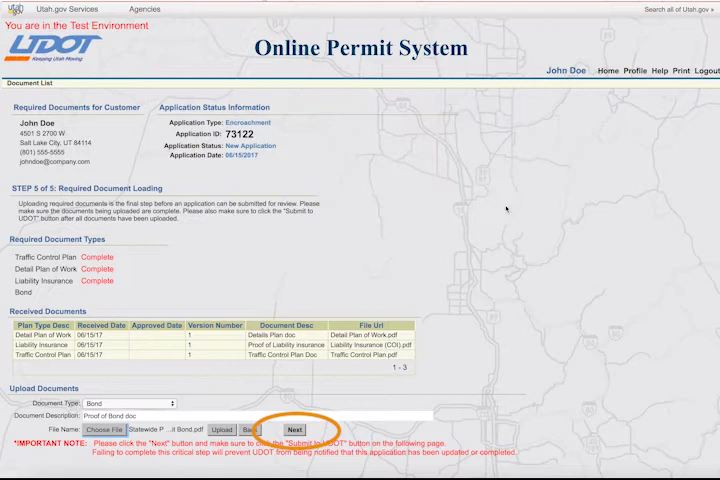 Utah.gov Services Agencies Search all of Utah.gov »
You are in the Test Environment
UDOT
Keeping Utah Moving
Online Permit System
John Doe Home Profile Help Print Logout
Document List
Required Documents for Customer
John Doe
4501 S 2700 W
Salt Lake City, UT 84114
(801) 555-5555
johndoe@company.com
Application Status Information
Application Type: Encroachment
Application ID: 73122
Application Status: New Application
Application Date: 06/15/2017
STEP 5 of 5: Required Document Loading
Uploading required documents is the final step before an application can be submitted for review. Please
make sure the documents being uploaded are complete. Please also make sure to click the "Submit to
UDOT" button after all documents have been uploaded.
Required Document Types
Traffic Control Plan Complete
Detail Plan of Work Complete
Liability Insurance Complete
Bond
Received Documents
Plan Type Desc Received Date Approved Date Version Number Document Desc File Url
Detail Plan of Work 06/15/17 1 Details Plan doc Detail Plan of Work.pdf
Liability Insurance 06/15/17 1 Proof of Liability insurance Liability Insurance (COI).pdf
Traffic Control Plan 06/15/17 1 Traffic Control Plan Doc Traffic Control Plan.pdf
1 - 3
Upload Documents
Document Type: Bond
Document Description: Proof of Bond doc
File Name: Choose File Statewide P ...it Bond.pdf Upload Next
*IMPORTANT NOTE: Please click the "Next" button and make sure to click the "Submit to UDOT" button on the following page.
Failing to complete this critical step will prevent UDOT from being notified that this application has been updated or completed.